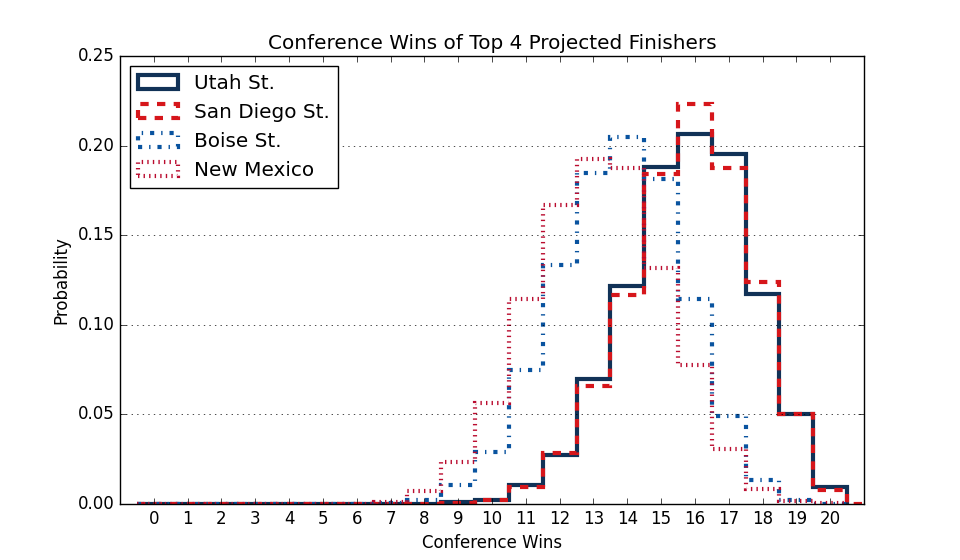 Conference Wins of Top 4 Projected Finishers
0.25
0.20
0.15
0.10
0.05
0.00
Probability
Utah St.
San Diego St.
Boise St.
New Mexico
0 1 2 3 4 5 6 7 8 9 10 11 12 13 14 15 16 17 18 19 20
Conference Wins